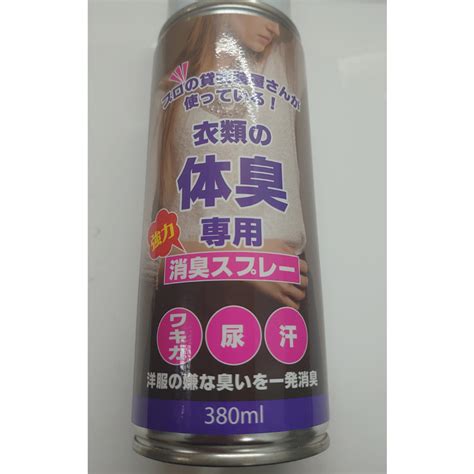 プロの貸衣装屋さんが
使っている!
衣類の
体臭
専用
強力
消臭スプレー
ワキガ
尿
汗
洋服の嫌な臭いを一発消臭
380ml